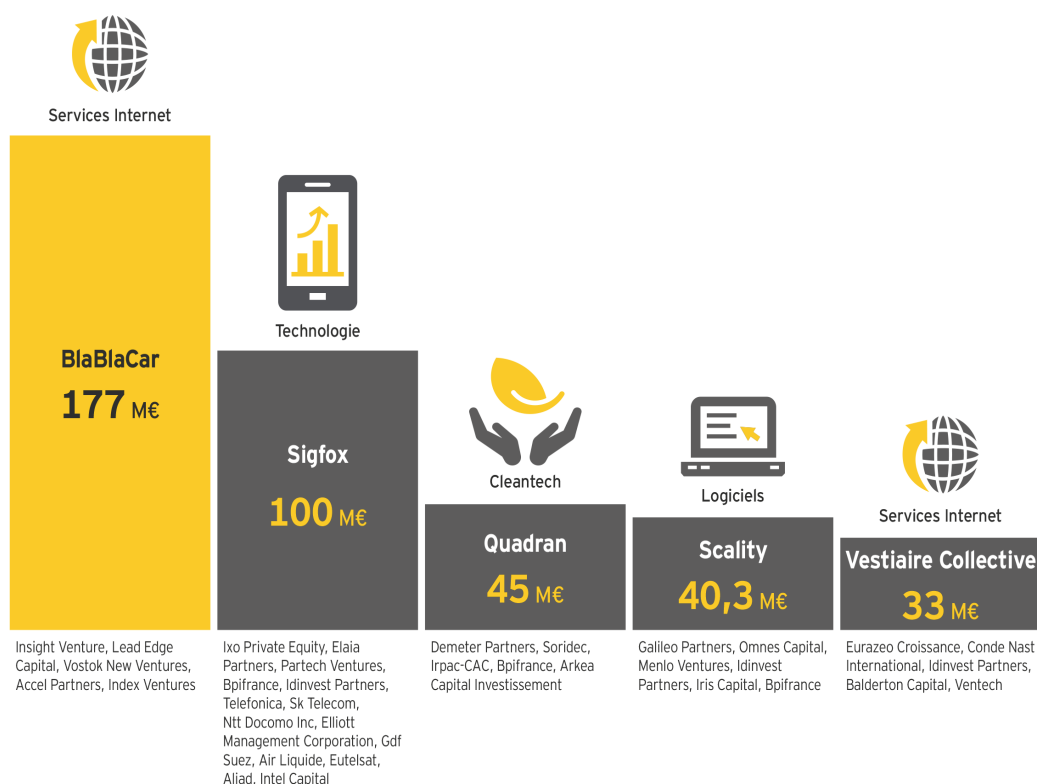 Services Internet
BlaBlaCar
177 M€
Insight Venture, Lead Edge
Capital, Vostok New Ventures,
Accel Partners, Index Ventures
Technologie
Sigfox
100 M€
Ixo Private Equity, Elaia
Partners, Partech Ventures,
Bpifrance, Idinvest Partners,
Telefonica, Sk Telecom,
Ntt Docomo Inc, Elliott
Management Corporation, Gdf
Suez, Air Liquide, Eutelsat,
Aliad, Intel Capital
Cleantech
Quadran
45 M€
Demeter Partners, Soridec,
Irpac-CAC, Bpifrance, Arkea
Capital Investissement
Logiciels
Scality
40,3 M€
Galileo Partners, Omnes Capital,
Menlo Ventures, Idinvest
Partners, Iris Capital, Bpifrance
Services Internet
Vestiaire Collective
33 M€
Eurazeo Croissance, Conde Nast
International, Idinvest Partners,
Balderton Capital, Ventech